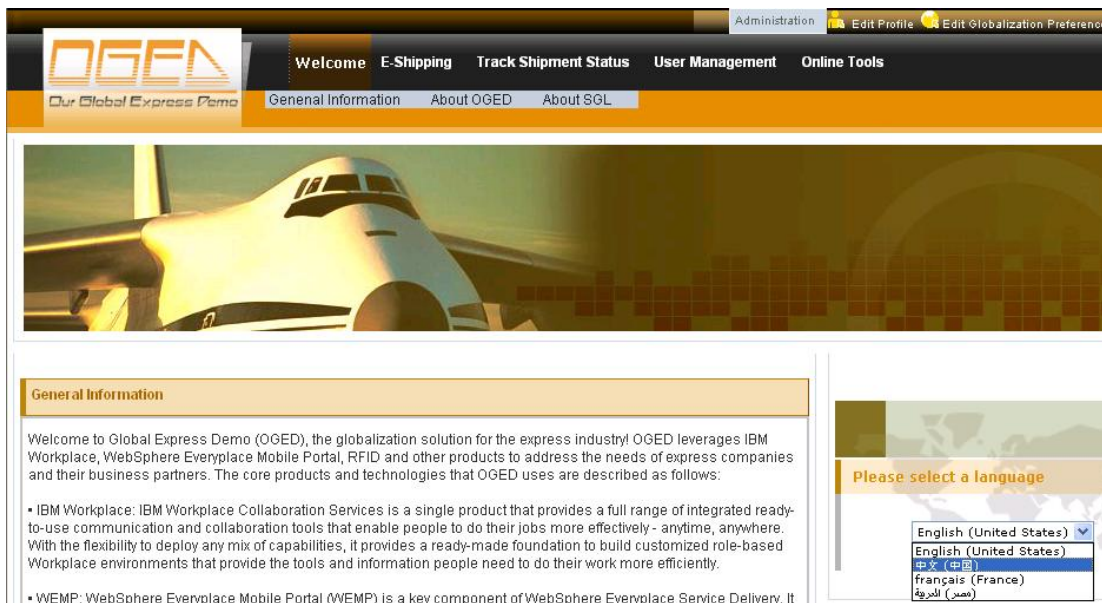 Administration Edit Profile Edit Globalization Preference
OGED
Our Global Express Demo
Welcome E-Shipping Track Shipment Status User Management Online Tools
Genenal Information About OGED About SGL
General Information
Welcome to Global Express Demo (OGED), the globalization solution for the express industry! OGED leverages IBM
Workplace, WebSphere Everyplace Mobile Portal, RFID and other products to address the needs of express companies
and their business partners. The core products and technologies that OGED uses are described as follows:
▪ IBM Workplace: IBM Workplace Collaboration Services is a single product that provides a full range of integrated ready-
to-use communication and collaboration tools that enable people to do their jobs more effectively - anytime, anywhere.
With the flexibility to deploy any mix of capabilities, it provides a ready-made foundation to build customized role-based
Workplace environments that provide the tools and information people need to do their work more efficiently.
▪ WEMP: WebSphere Everyplace Mobile Portal (WEMP) is a key component of WebSphere Everyplace Service Delivery. It
Please select a language
English (United States)
English (United States)
中文 (中国)
français (France)
العربية (مصر)